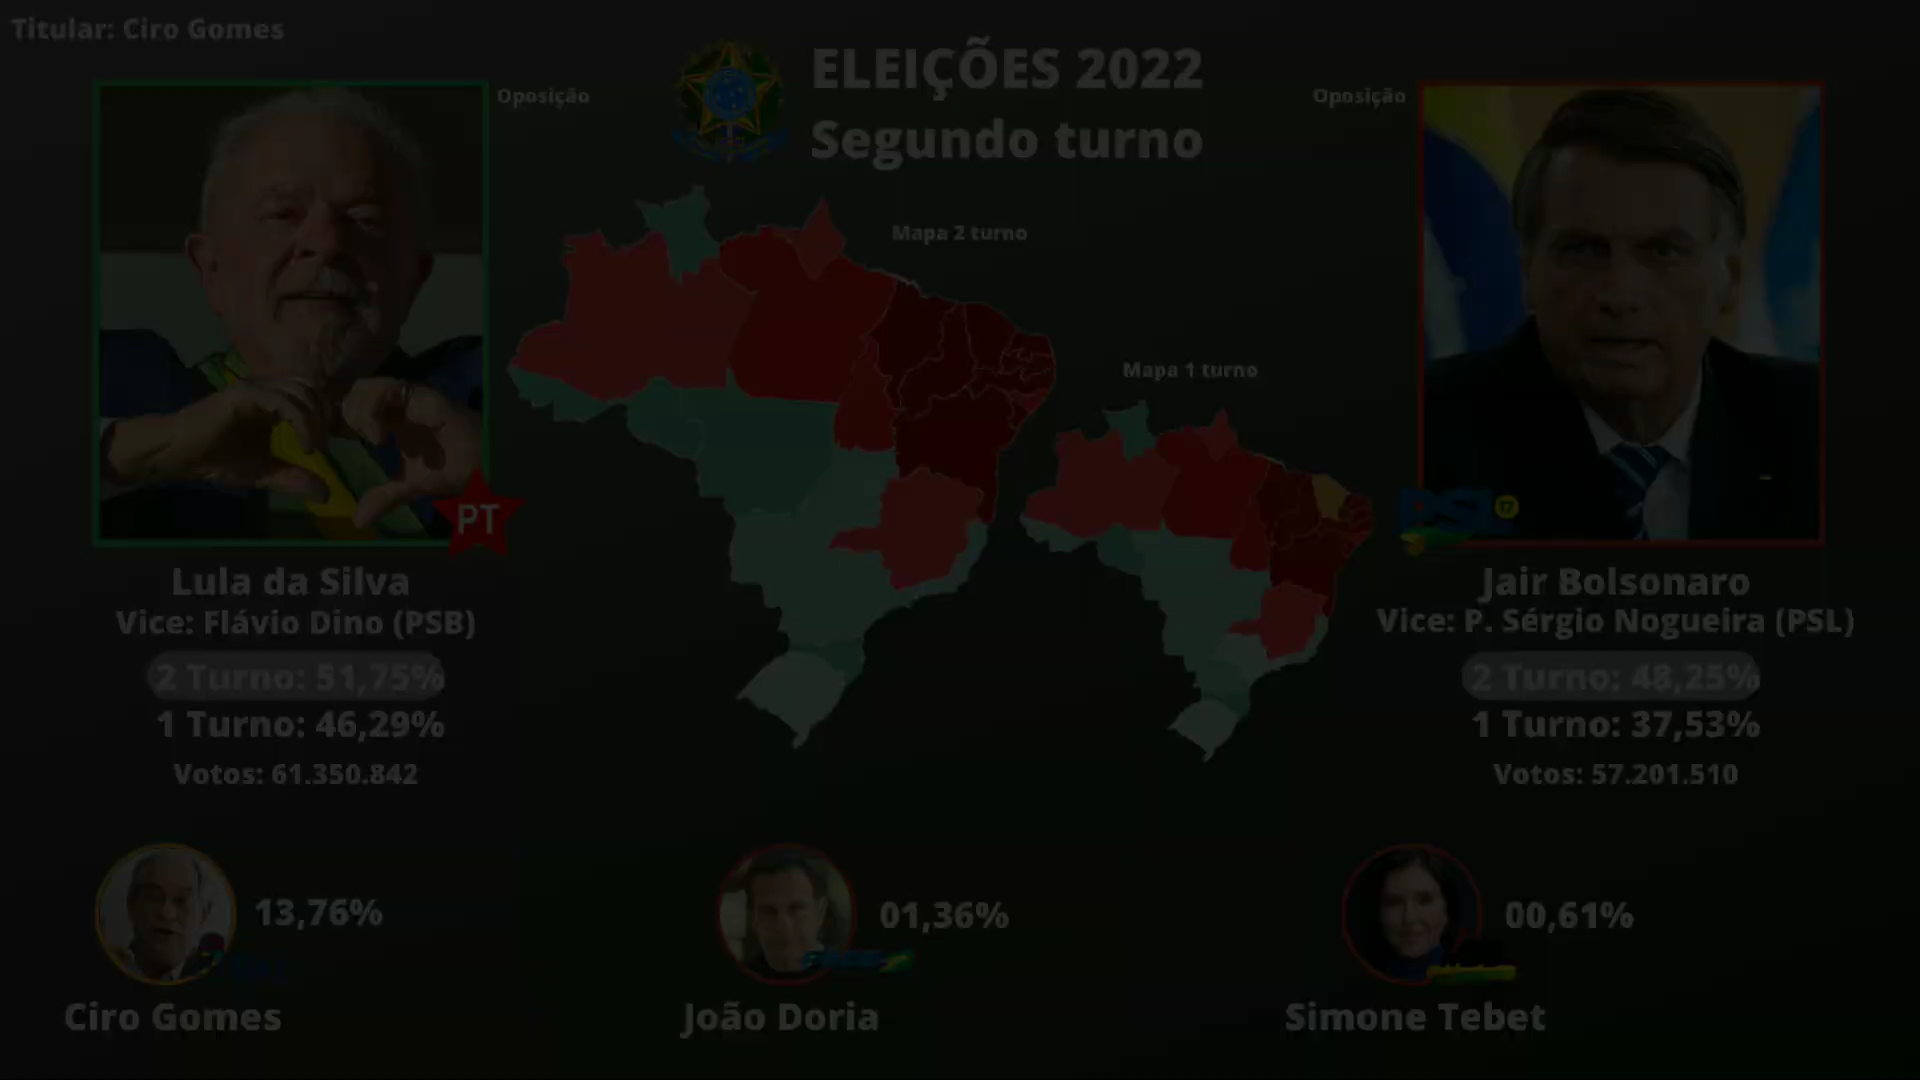 Titular: Ciro Gomes
ELEIÇÕES 2022
Segundo turno
Oposição
Oposição
Mapa 2 turno
Mapa 1 turno
PT
PSL 17
Lula da Silva
Vice: Flávio Dino (PSB)
2 Turno: 51,75%
1 Turno: 46,29%
Votos: 61.350.842
Jair Bolsonaro
Vice: P. Sérgio Nogueira (PSL)
2 Turno: 48,25%
1 Turno: 37,53%
Votos: 57.201.510
13,76%
Ciro Gomes
01,36%
João Doria
00,61%
Simone Tebet